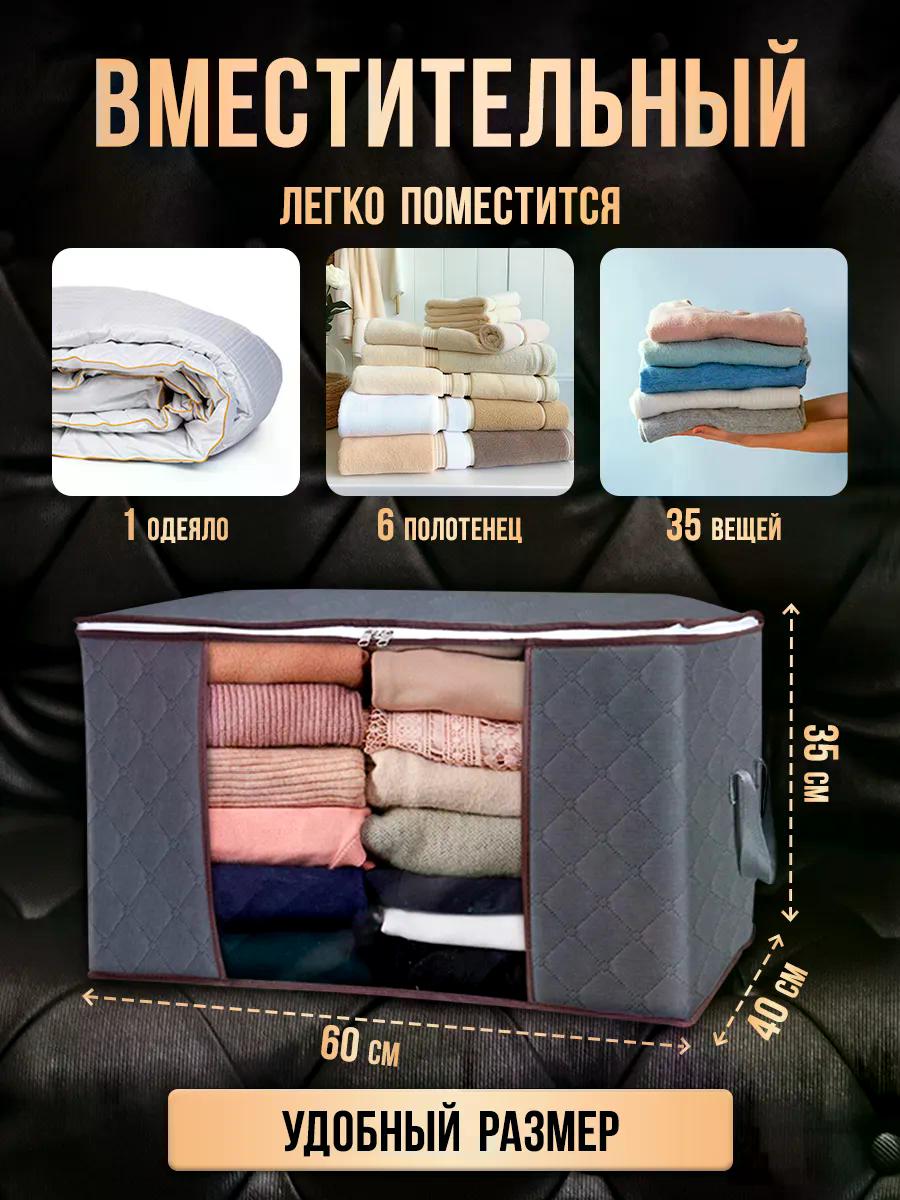 ВМЕСТИТЕЛЬНЫЙ
ЛЕГКО ПОМЕСТИТСЯ
1 ОДЕЯЛО
6 ПОЛОТЕНЕЦ
35 ВЕЩЕЙ
35 СМ
40 СМ
60 СМ
УДОБНЫЙ РАЗМЕР